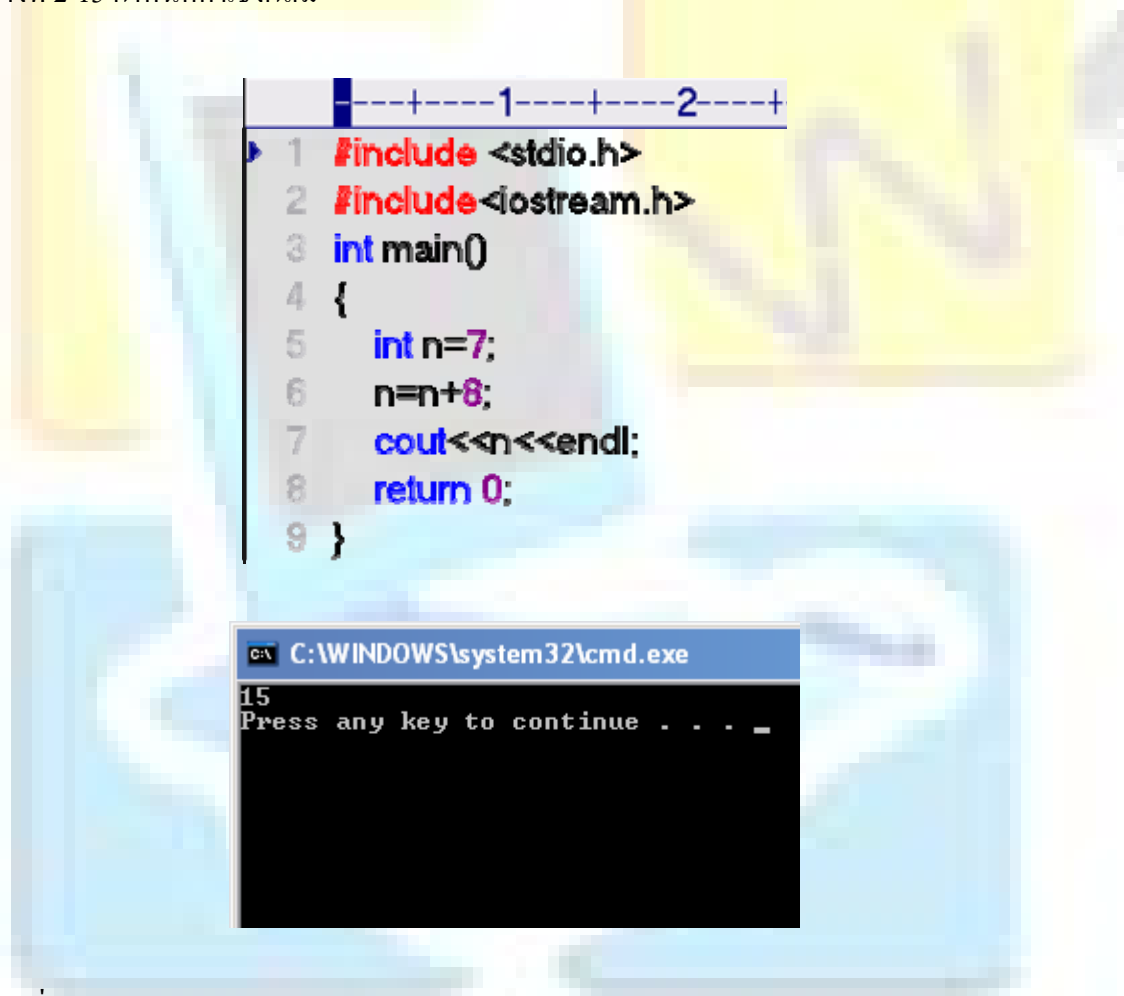 ----+----1----+----2----+
1 #include <stdio.h>
2 #include<iostream.h>
3 int main()
4 {
5 int n=7;
6 n=n+8;
7 cout<<n<<endl;
8 return 0;
9 }
C:\WINDOWS\system32\cmd.exe
15
Press any key to continue . . . _